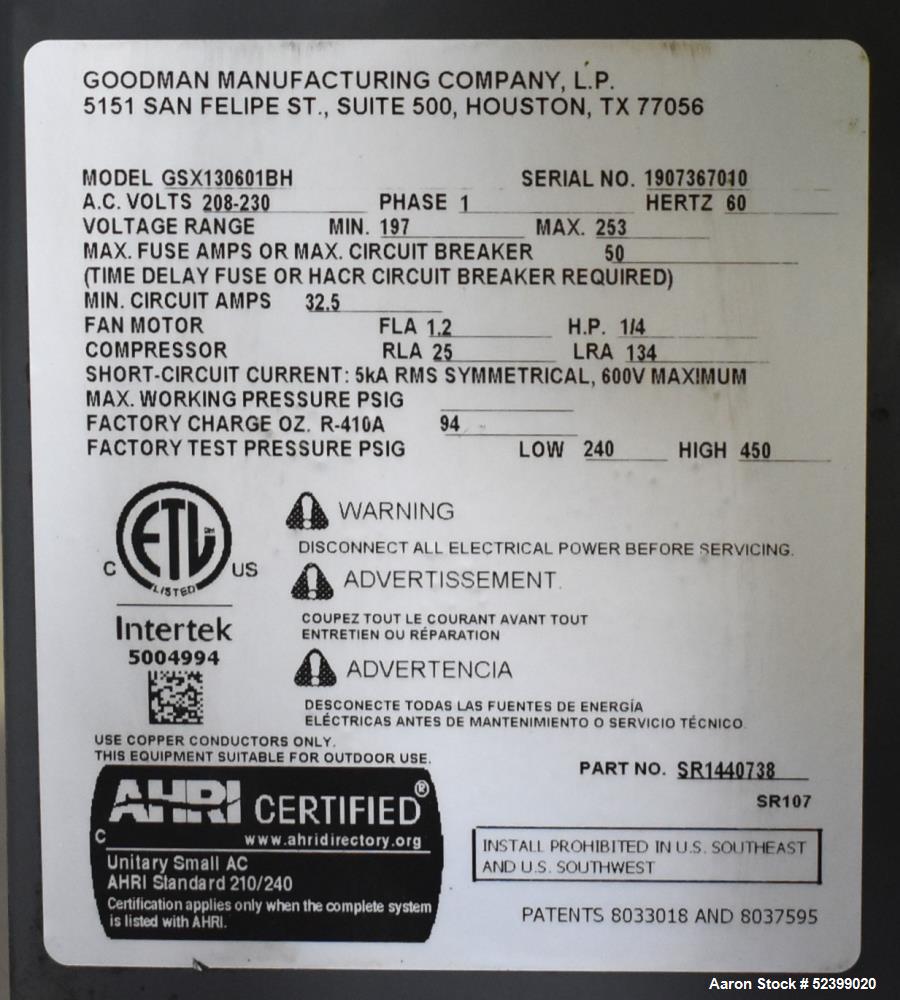 GOODMAN MANUFACTURING COMPANY, L.P.
5151 SAN FELIPE ST., SUITE 500, HOUSTON, TX 77056
MODEL GSX130601BH SERIAL NO. 1907367010
A.C. VOLTS 208-230 PHASE 1 HERTZ 60
VOLTAGE RANGE MIN. 197 MAX. 253
MAX. FUSE AMPS OR MAX. CIRCUIT BREAKER 50
(TIME DELAY FUSE OR HACR CIRCUIT BREAKER REQUIRED)
MIN. CIRCUIT AMPS 32.5
FAN MOTOR FLA 1.2 H.P. 1/4
COMPRESSOR RLA 25 LRA 134
SHORT-CIRCUIT CURRENT: 5kA RMS SYMMETRICAL, 600V MAXIMUM
MAX. WORKING PRESSURE PSIG
FACTORY CHARGE OZ. R-410A 94
FACTORY TEST PRESSURE PSIG LOW 240 HIGH 450
ETL
C US
LISTED
Intertek
5004994
WARNING
DISCONNECT ALL ELECTRICAL POWER BEFORE SERVICING.
ADVERTISSEMENT.
COUPEZ TOUT LE COURANT AVANT TOUT
ENTRETIEN OU RÉPARATION
ADVERTENCIA
DESCONECTE TODAS LAS FUENTES DE ENERGÍA
ELÉCTRICAS ANTES DE MANTENIMIENTO O SERVICIO TÉCNICO.
USE COPPER CONDUCTORS ONLY.
THIS EQUIPMENT SUITABLE FOR OUTDOOR USE.
AHRI CERTIFIED®
C
www.ahridirectory.org
Unitary Small AC
AHRI Standard 210/240
Certification applies only when the complete system
is listed with AHRI.
PART NO. SR1440738
SR107
INSTALL PROHIBITED IN U.S. SOUTHEAST
AND U.S. SOUTHWEST
PATENTS 8033018 AND 8037595
Aaron Stock # 52399020